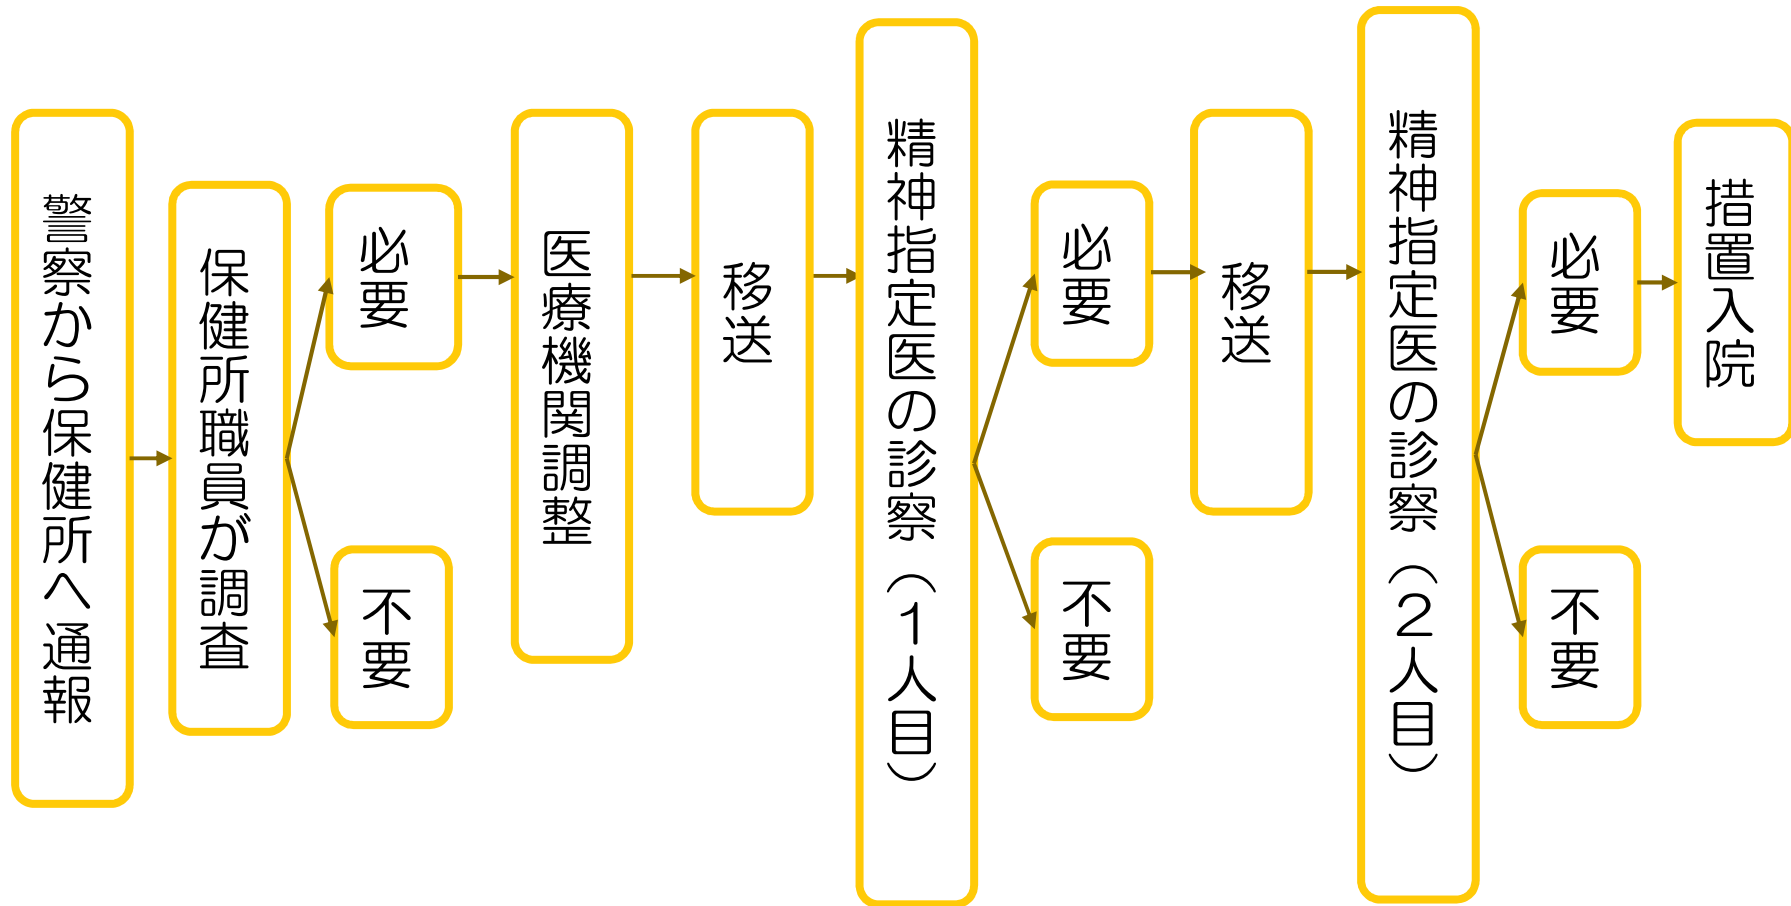 警察から保健所へ通報
保健所職員が調査
必要
不要
医療機関調整
移送
精神指定医の診察（１人目）
必要
不要
移送
精神指定医の診察（２人目）
必要
不要
措置入院